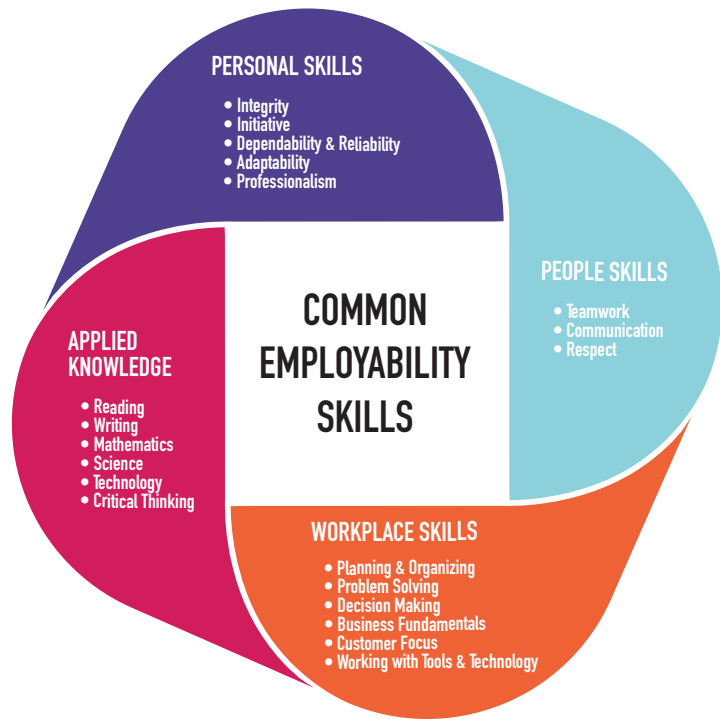 PERSONAL SKILLS
• Integrity
• Initiative
• Dependability & Reliability
• Adaptability
• Professionalism
PEOPLE SKILLS
• Teamwork
• Communication
• Respect
COMMON
EMPLOYABILITY
SKILLS
APPLIED
KNOWLEDGE
• Reading
• Writing
• Mathematics
• Science
• Technology
• Critical Thinking
WORKPLACE SKILLS
• Planning & Organizing
• Problem Solving
• Decision Making
• Business Fundamentals
• Customer Focus
• Working with Tools & Technology